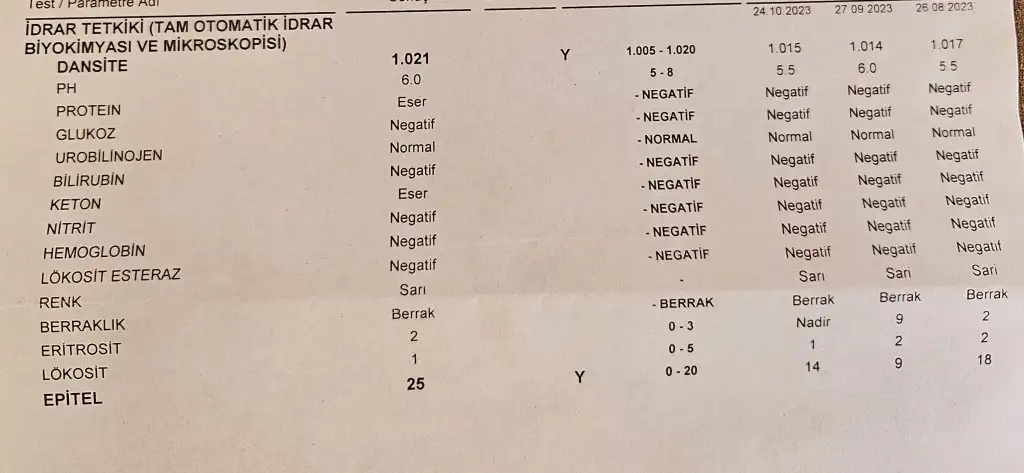 Test / Parametre Adı
24.10.2023 27 09 2023 26 08 2023
İDRAR TETKİKİ (TAM OTOMATİK İDRAR
BİYOKİMYASI VE MİKROSKOPİSİ)
DANSİTE 1.021 Y 1.005 - 1.020 1.015 1.014 1.017
PH 6.0 5 - 8 5.5 6.0 5.5
PROTEIN Eser - NEGATİF Negatif Negatif Negatif
GLUKOZ Negatif - NEGATİF Negatif Negatif Negatif
UROBİLİNOJEN Normal - NORMAL Normal Normal Normal
BİLİRUBİN Negatif - NEGATİF Negatif Negatif Negatif
KETON Eser - NEGATİF Negatif Negatif Negatif
NİTRİT Negatif - NEGATİF Negatif Negatif Negatif
HEMOGLOBİN Negatif - NEGATİF Negatif Negatif Negatif
LÖKOSİT ESTERAZ Negatif - NEGATİF Negatif Negatif Negatif
RENK Sarı - Sarı Sarı Sarı
BERRAKLIK Berrak - BERRAK Berrak Berrak Berrak
ERİTROSİT 2 0 - 3 Nadir 9 2
LÖKOSİT 1 0 - 5 1 2 2
EPİTEL 25 Y 0 - 20 14 9 18